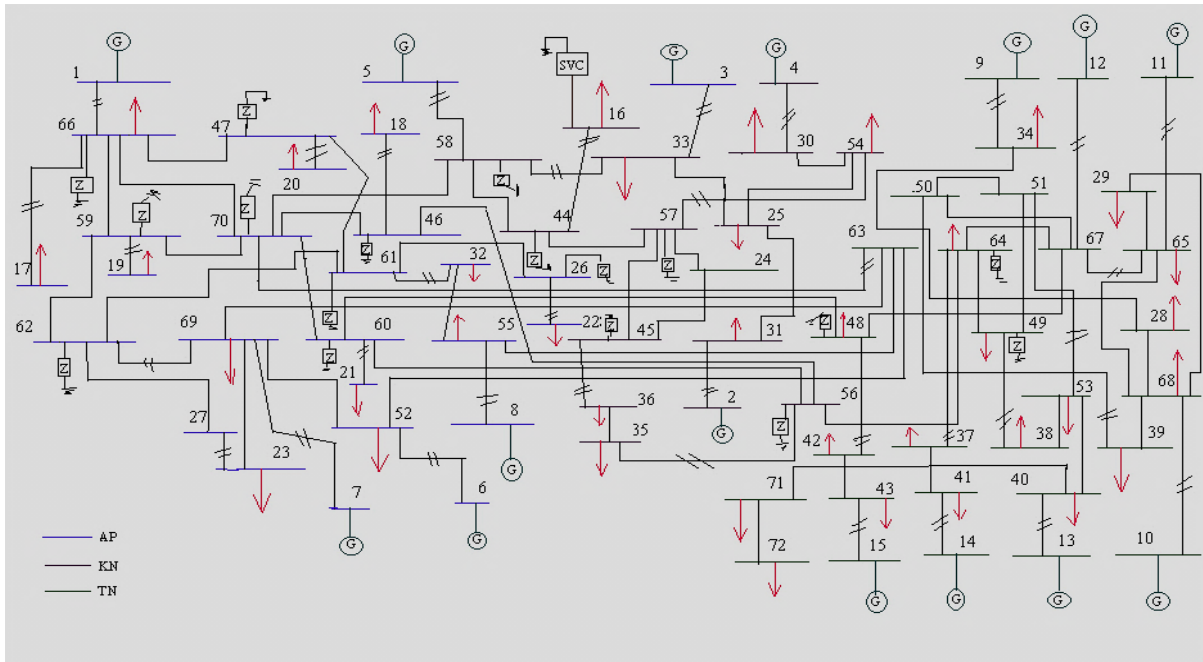 G G G G G G G
1 5 SVC 3 4 9 12 11
66 Z 47 18 16 33 30 54 34
20 58 Z 50 51 29
Z Z Z 59 70 46 44 57 25 63 64 67 65
17 19 Z 61 32 Z 26 Z Z 24 Z
62 69 Z 60 55 22 Z 45 31 Z 48 49 28
Z Z 21 Z 53 68
27 52 8 36 2 56 42 37 38 39
23 35 G Z
7 6 G 71 43 41 40
G G 72 15 14 13 10
AP
KN
TN
G G G G